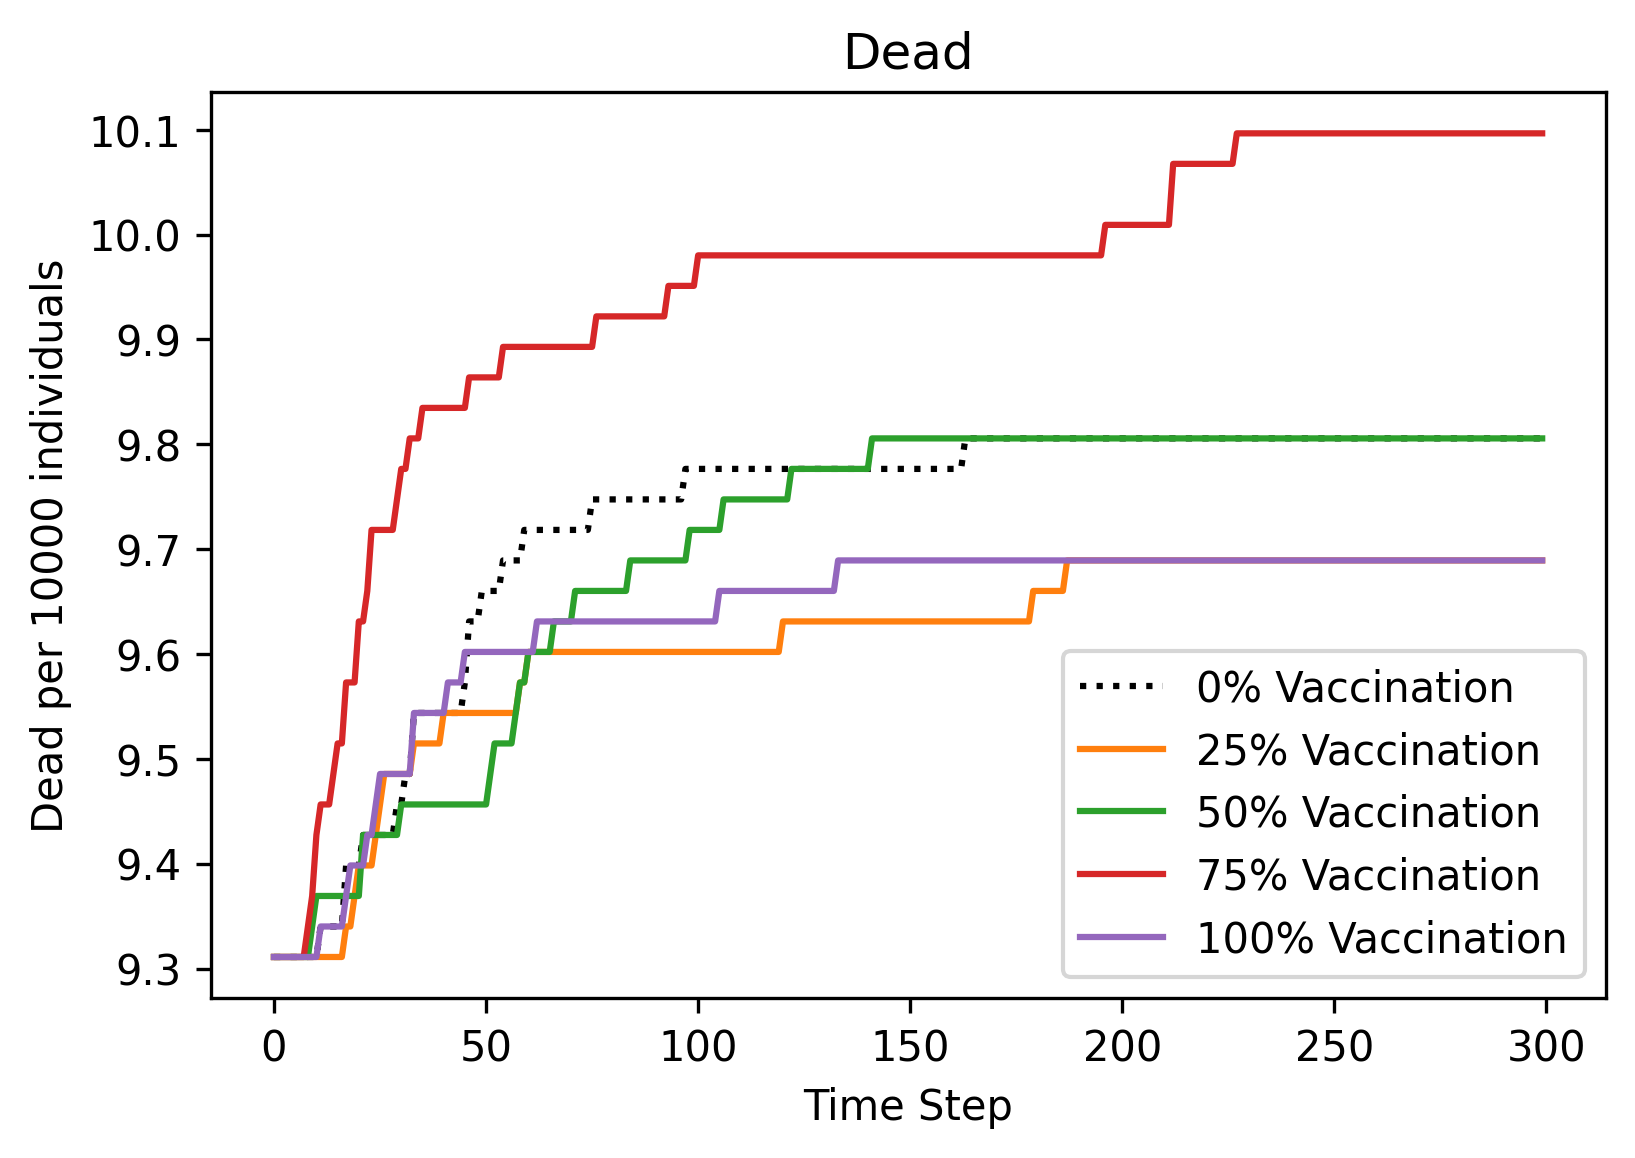 Dead
10.1
10.0
9.9
9.8
9.7
9.6
9.5
9.4
9.3
Dead per 10000 individuals
0% Vaccination
25% Vaccination
50% Vaccination
75% Vaccination
100% Vaccination
0 50 100 150 200 250 300
Time Step